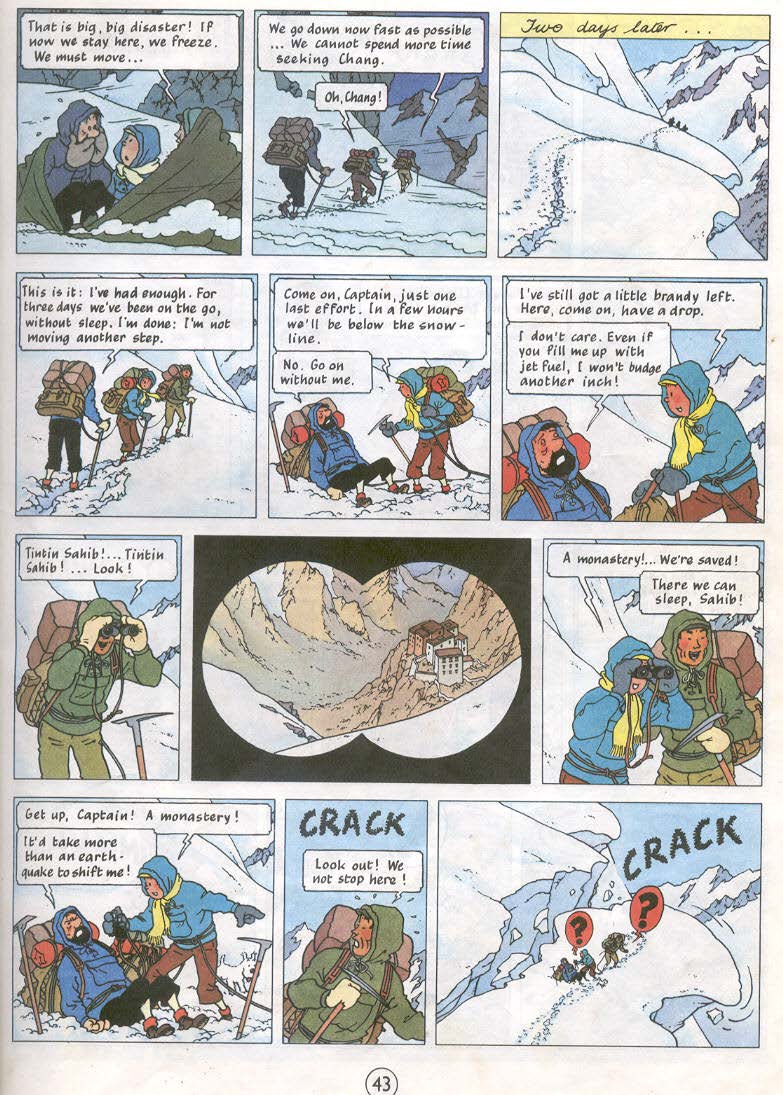 That is big, big disaster! If
now we stay here, we freeze.
We must move...
We go down now fast as possible
... We cannot spend more time
seeking Chang.
Oh, Chang!
Two days later...
This is it: I've had enough. For
three days we've been on the go,
without sleep. I'm done: I'm not
moving another step.
Come on, Captain, just one
last effort. In a few hours
we'll be below the snow-
line.
No. Go on
without me.
I've still got a little brandy left.
Here, come on, have a drop.
I don't care. Even if
you fill me up with
jet fuel, I won't budge
another inch!
Tintin Sahib!... Tintin
Sahib! ... Look!
A monastery!... We're saved!
There we can
sleep, Sahib!
Get up, Captain! A monastery!
It'd take more
than an earth-
quake to shift me!
CRACK
Look out! We
not stop here!
CRACK
?
?
43